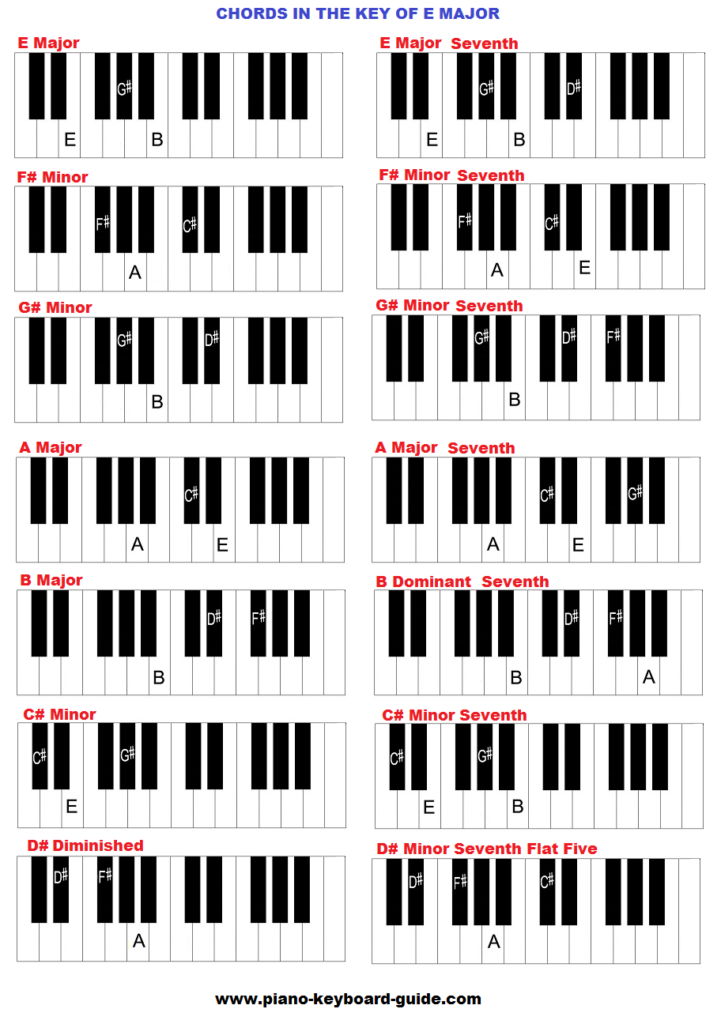 CHORDS IN THE KEY OF E MAJOR
E Major
G#
E B
E Major Seventh
G# D#
E B
F# Minor
F# C#
A
F# Minor Seventh
F# C#
A E
G# Minor
G# D#
B
G# Minor Seventh
G# D# F#
B
A Major
C#
A E
A Major Seventh
C# G#
A E
B Major
D# F#
B
B Dominant Seventh
D# F#
B A
C# Minor
C# G#
E
C# Minor Seventh
C# G#
E B
D# Diminished
D# F#
A
D# Minor Seventh Flat Five
D# F# C#
A
www.piano-keyboard-guide.com